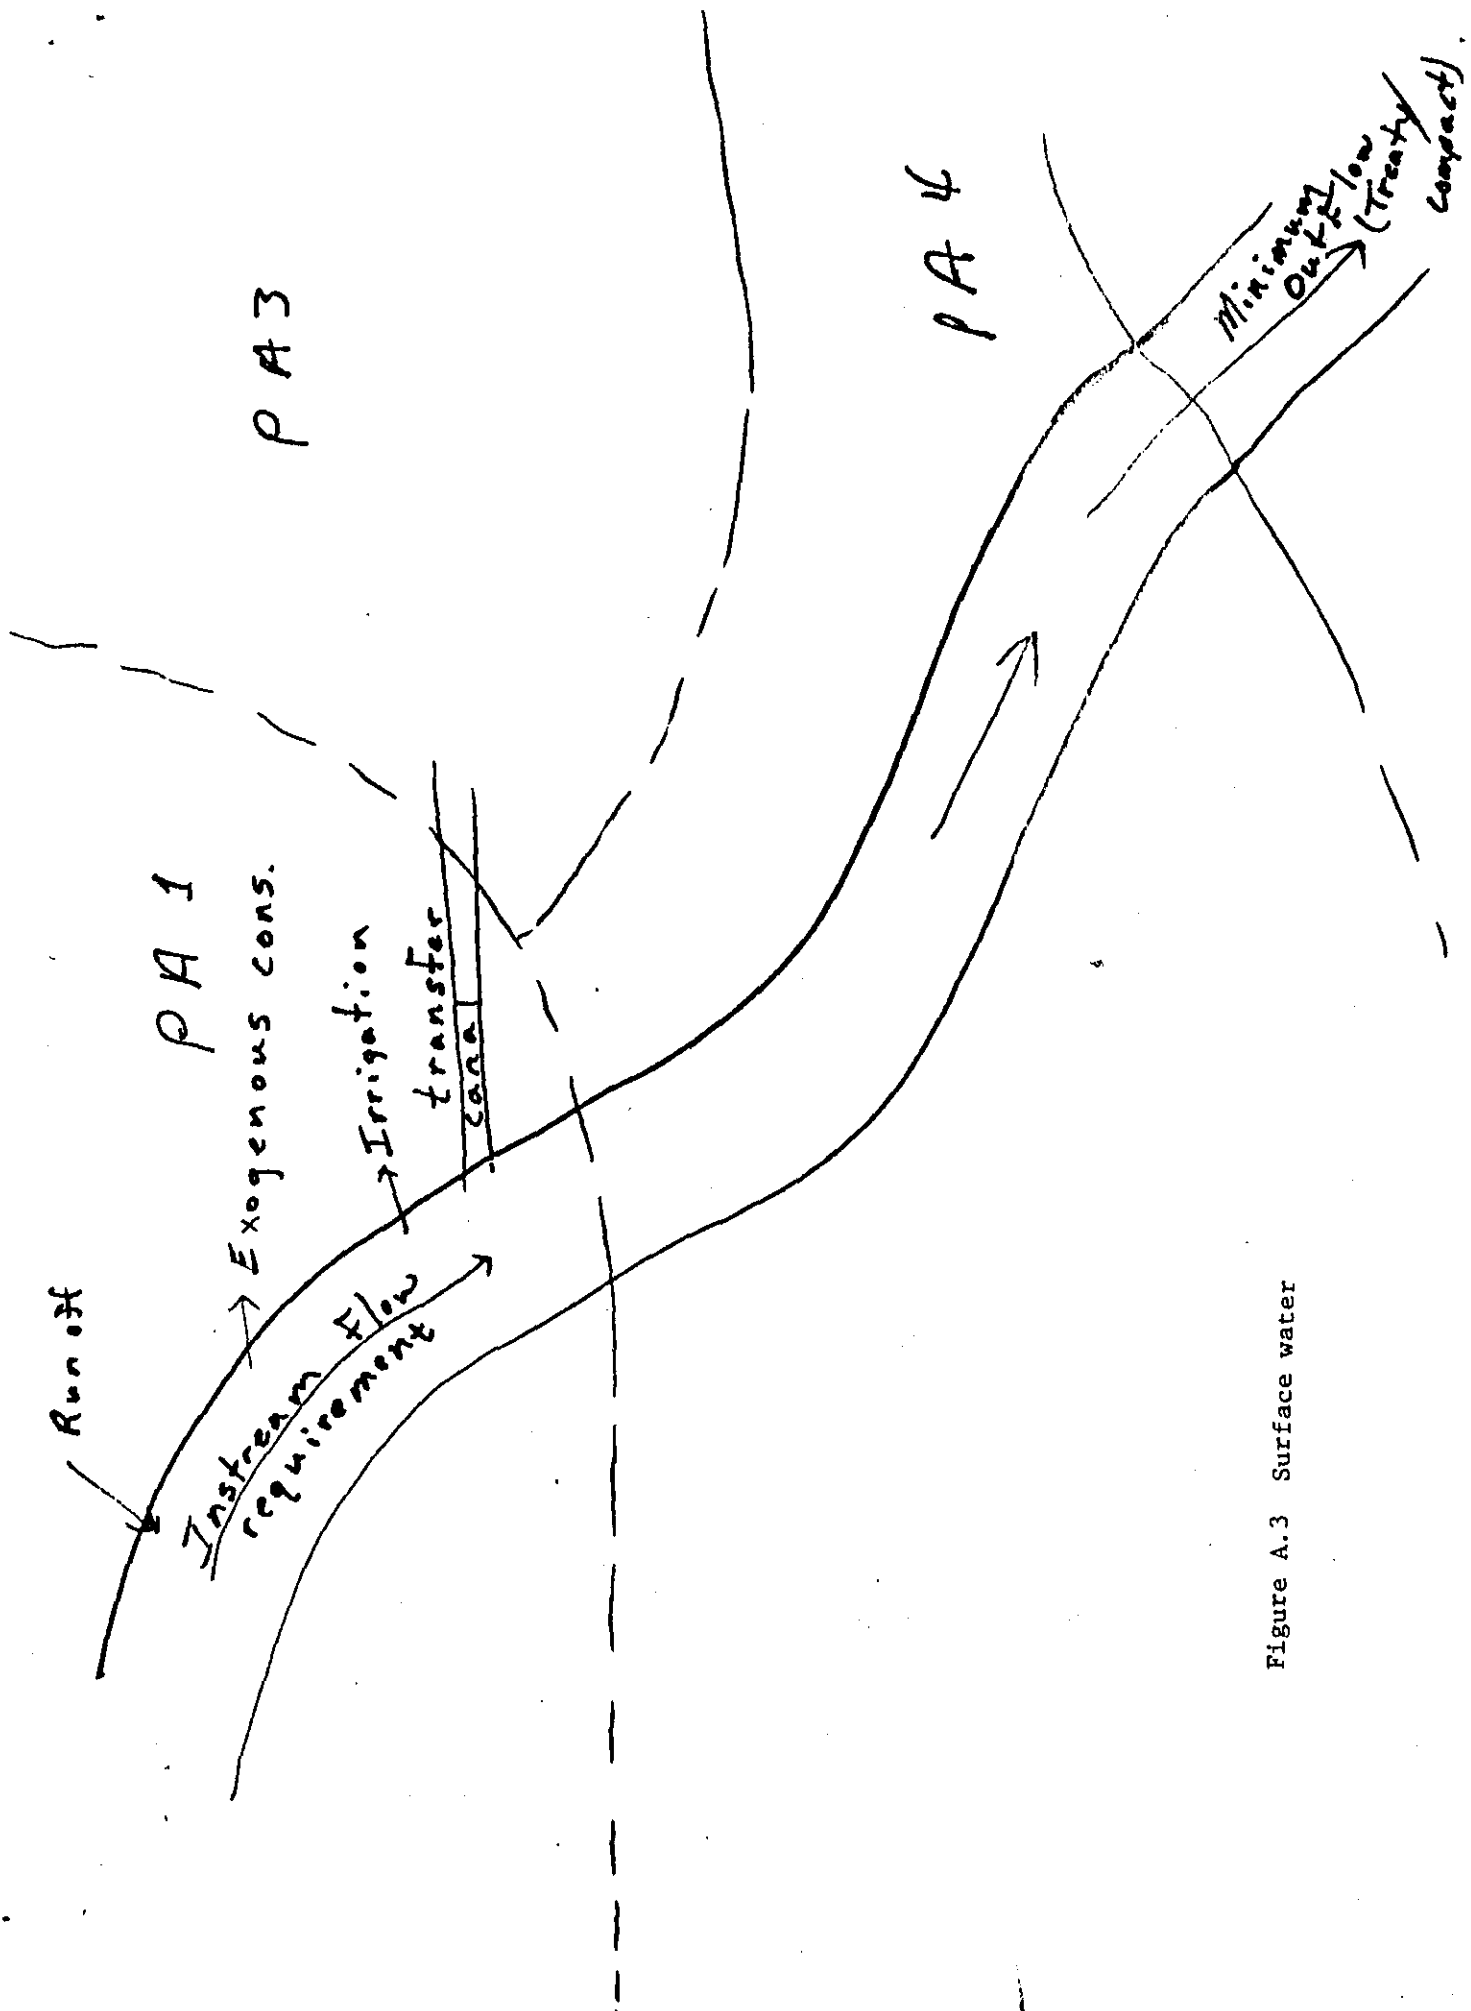 Run off
PA 1
Exogenous cons.
Irrigation
transfer
canal
Instream Flow
requirement
PA 3
PA 4
Minimum
Outflow
(Treaty/
compact)
Figure A.3 Surface water